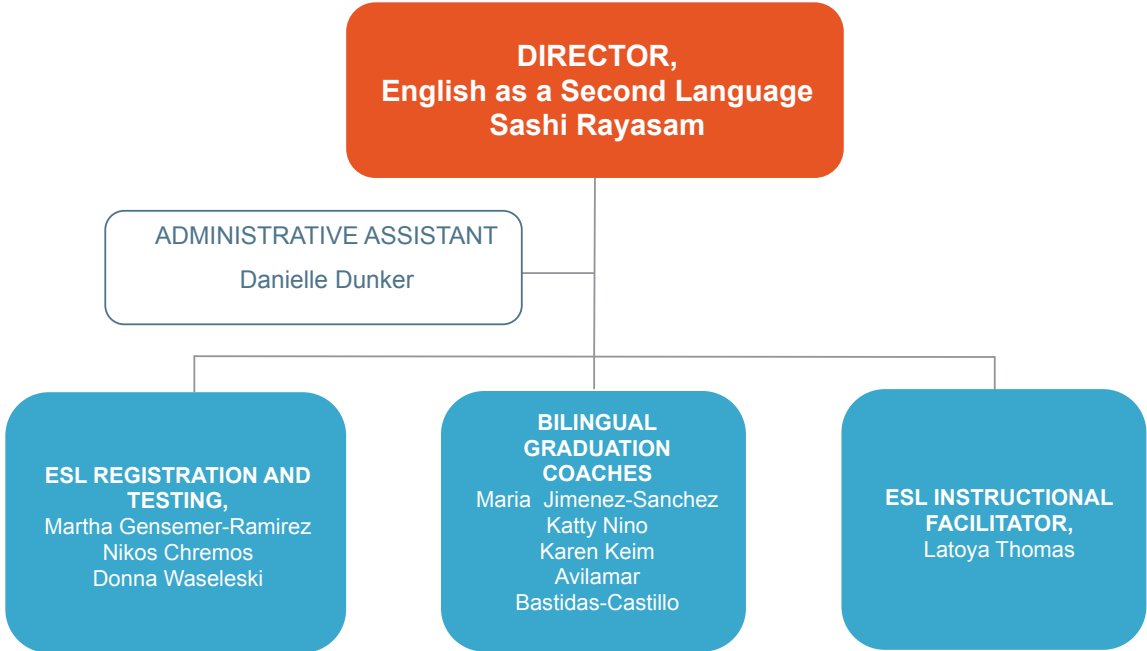 DIRECTOR,
English as a Second Language
Sashi Rayasam
ADMINISTRATIVE ASSISTANT
Danielle Dunker
ESL REGISTRATION AND
TESTING,
Martha Gensemer-Ramirez
Nikos Chremos
Donna Waseleski
BILINGUAL
GRADUATION
COACHES
Maria Jimenez-Sanchez
Katty Nino
Karen Keim
Avilamar
Bastidas-Castillo
ESL INSTRUCTIONAL
FACILITATOR,
Latoya Thomas